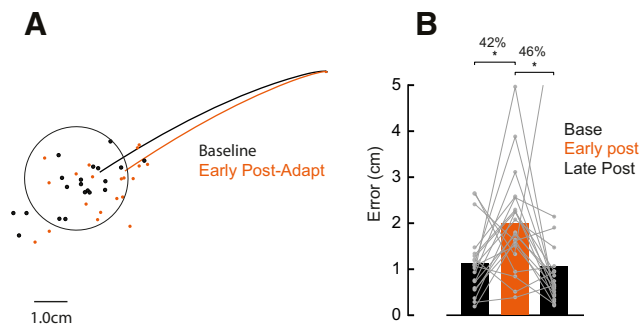 A
Baseline
Early Post-Adapt
1.0cm
B
42%
*
46%
*
5
4
3
2
1
0
Error (cm)
Base
Early post
Late Post